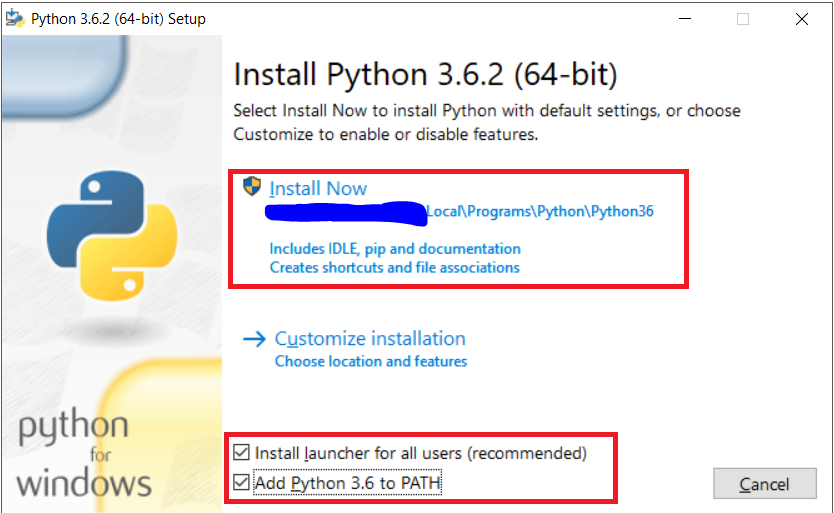 Python 3.6.2 (64-bit) Setup
Install Python 3.6.2 (64-bit)
Select Install Now to install Python with default settings, or choose
Customize to enable or disable features.
Install Now
Local\Programs\Python\Python36
Includes IDLE, pip and documentation
Creates shortcuts and file associations
Customize installation
Choose location and features
python
for
windows
Install launcher for all users (recommended)
Add Python 3.6 to PATH
Cancel